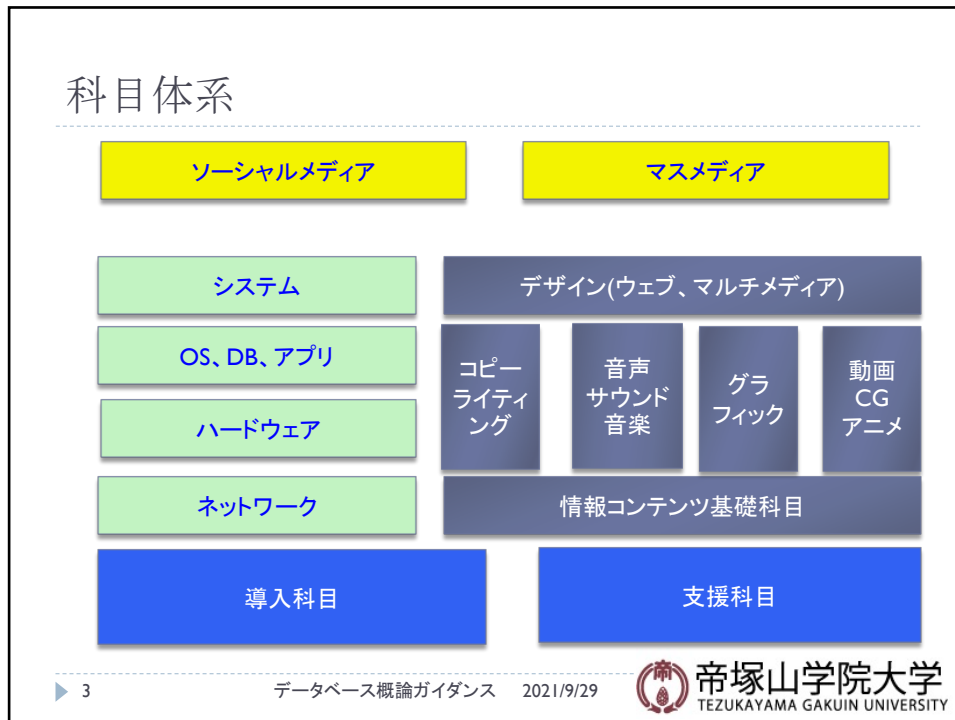 科目体系
ソーシャルメディア
マスメディア
システム
デザイン(ウェブ、マルチメディア)
OS、DB、アプリ
コピー
ライティ
ング
音声
サウンド
音楽
グラ
フィック
動画
CG
アニメ
ハードウェア
ネットワーク
情報コンテンツ基礎科目
導入科目
支援科目
3
データベース概論ガイダンス 2021/9/29
帝
帝塚山学院大学
TEZUKAYAMA GAKUIN UNIVERSITY